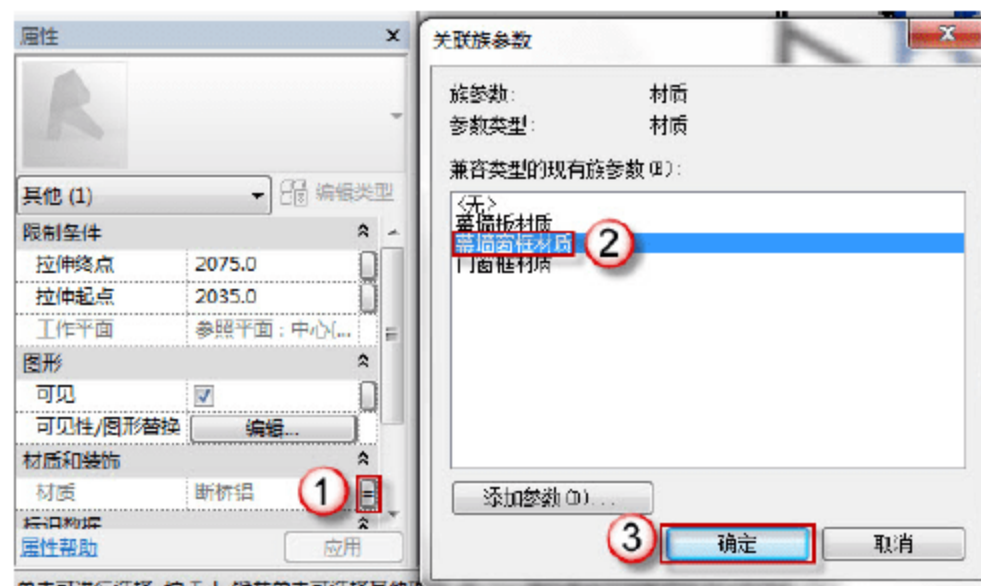 属性
其他 (1)
编辑类型
限制条件
拉伸终点 2075.0
拉伸起点 2035.0
工作平面 参照平面 : 中心(...
图形
可见
可见性/图形替换 编辑...
材质和装饰
材质 断桥铝
1
标识数据
属性帮助
应用
关联族参数
族参数: 材质
参数类型: 材质
兼容类型的现有族参数(E):
<无>
幕墙板材质
幕墙窗框材质
2
门窗框材质
添加参数(D)...
3
确定
取消